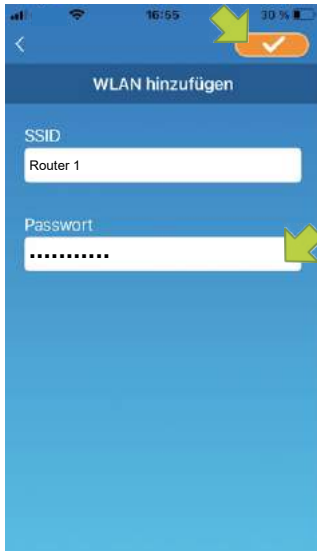 16:55
30 %
WLAN hinzufügen
SSID
Router 1
Passwort
•••••••••••